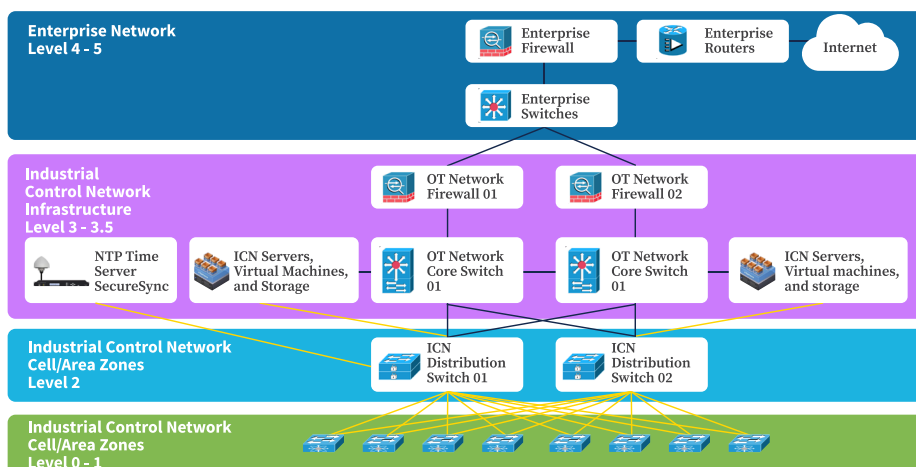 Enterprise Network
Level 4 - 5
Enterprise
Firewall
Enterprise
Routers
Internet
Enterprise
Switches
Industrial
Control Network
Infrastructure
Level 3 - 3.5
OT Network
Firewall 01
OT Network
Firewall 02
NTP Time
Server
SecureSync
ICN Servers,
Virtual Machines,
and Storage
OT Network
Core Switch
01
OT Network
Core Switch
01
ICN Servers,
Virtual machines,
and storage
Industrial Control Network
Cell/Area Zones
Level 2
ICN
Distribution
Switch 01
ICN
Distribution
Switch 02
Industrial Control Network
Cell/Area Zones
Level 0 - 1